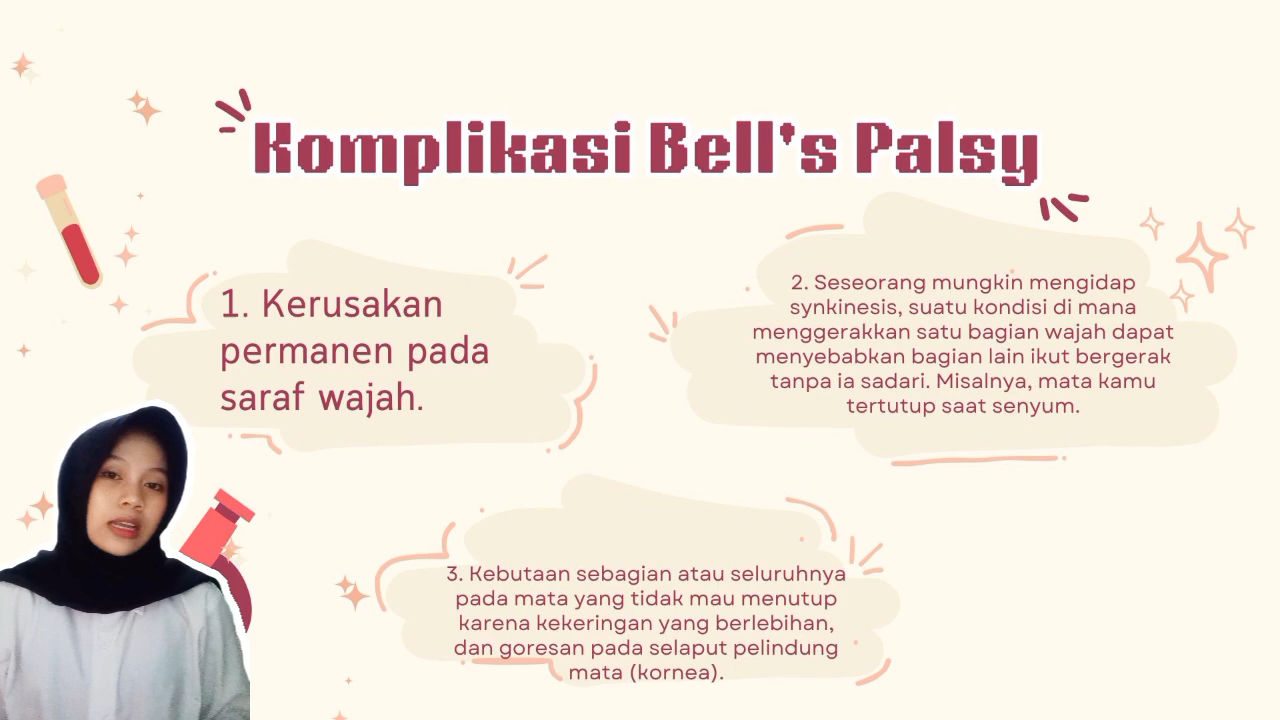 Komplikasi Bell's Palsy
1. Kerusakan
permanen pada
saraf wajah.
2. Seseorang mungkin mengidap
synkinesis, suatu kondisi di mana
menggerakkan satu bagian wajah dapat
menyebabkan bagian lain ikut bergerak
tanpa ia sadari. Misalnya, mata kamu
tertutup saat senyum.
3. Kebutaan sebagian atau seluruhnya
pada mata yang tidak mau menutup
karena kekeringan yang berlebihan,
dan goresan pada selaput pelindung
mata (kornea).